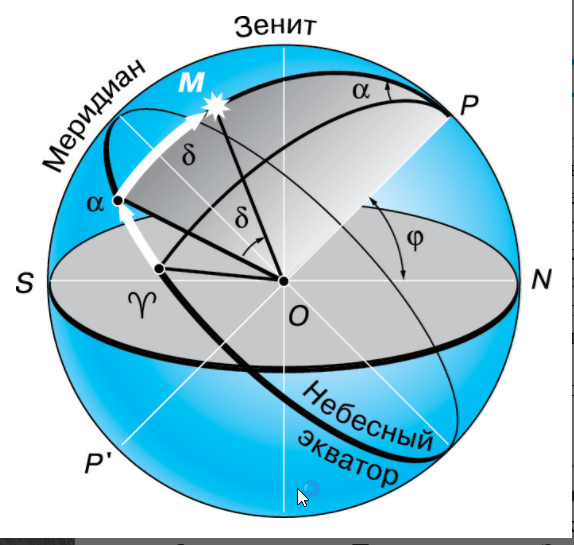 Зенит
Меридиан
M
α
P
δ
α
δ
φ
S
N
♈
O
Небесный
экватор
P'